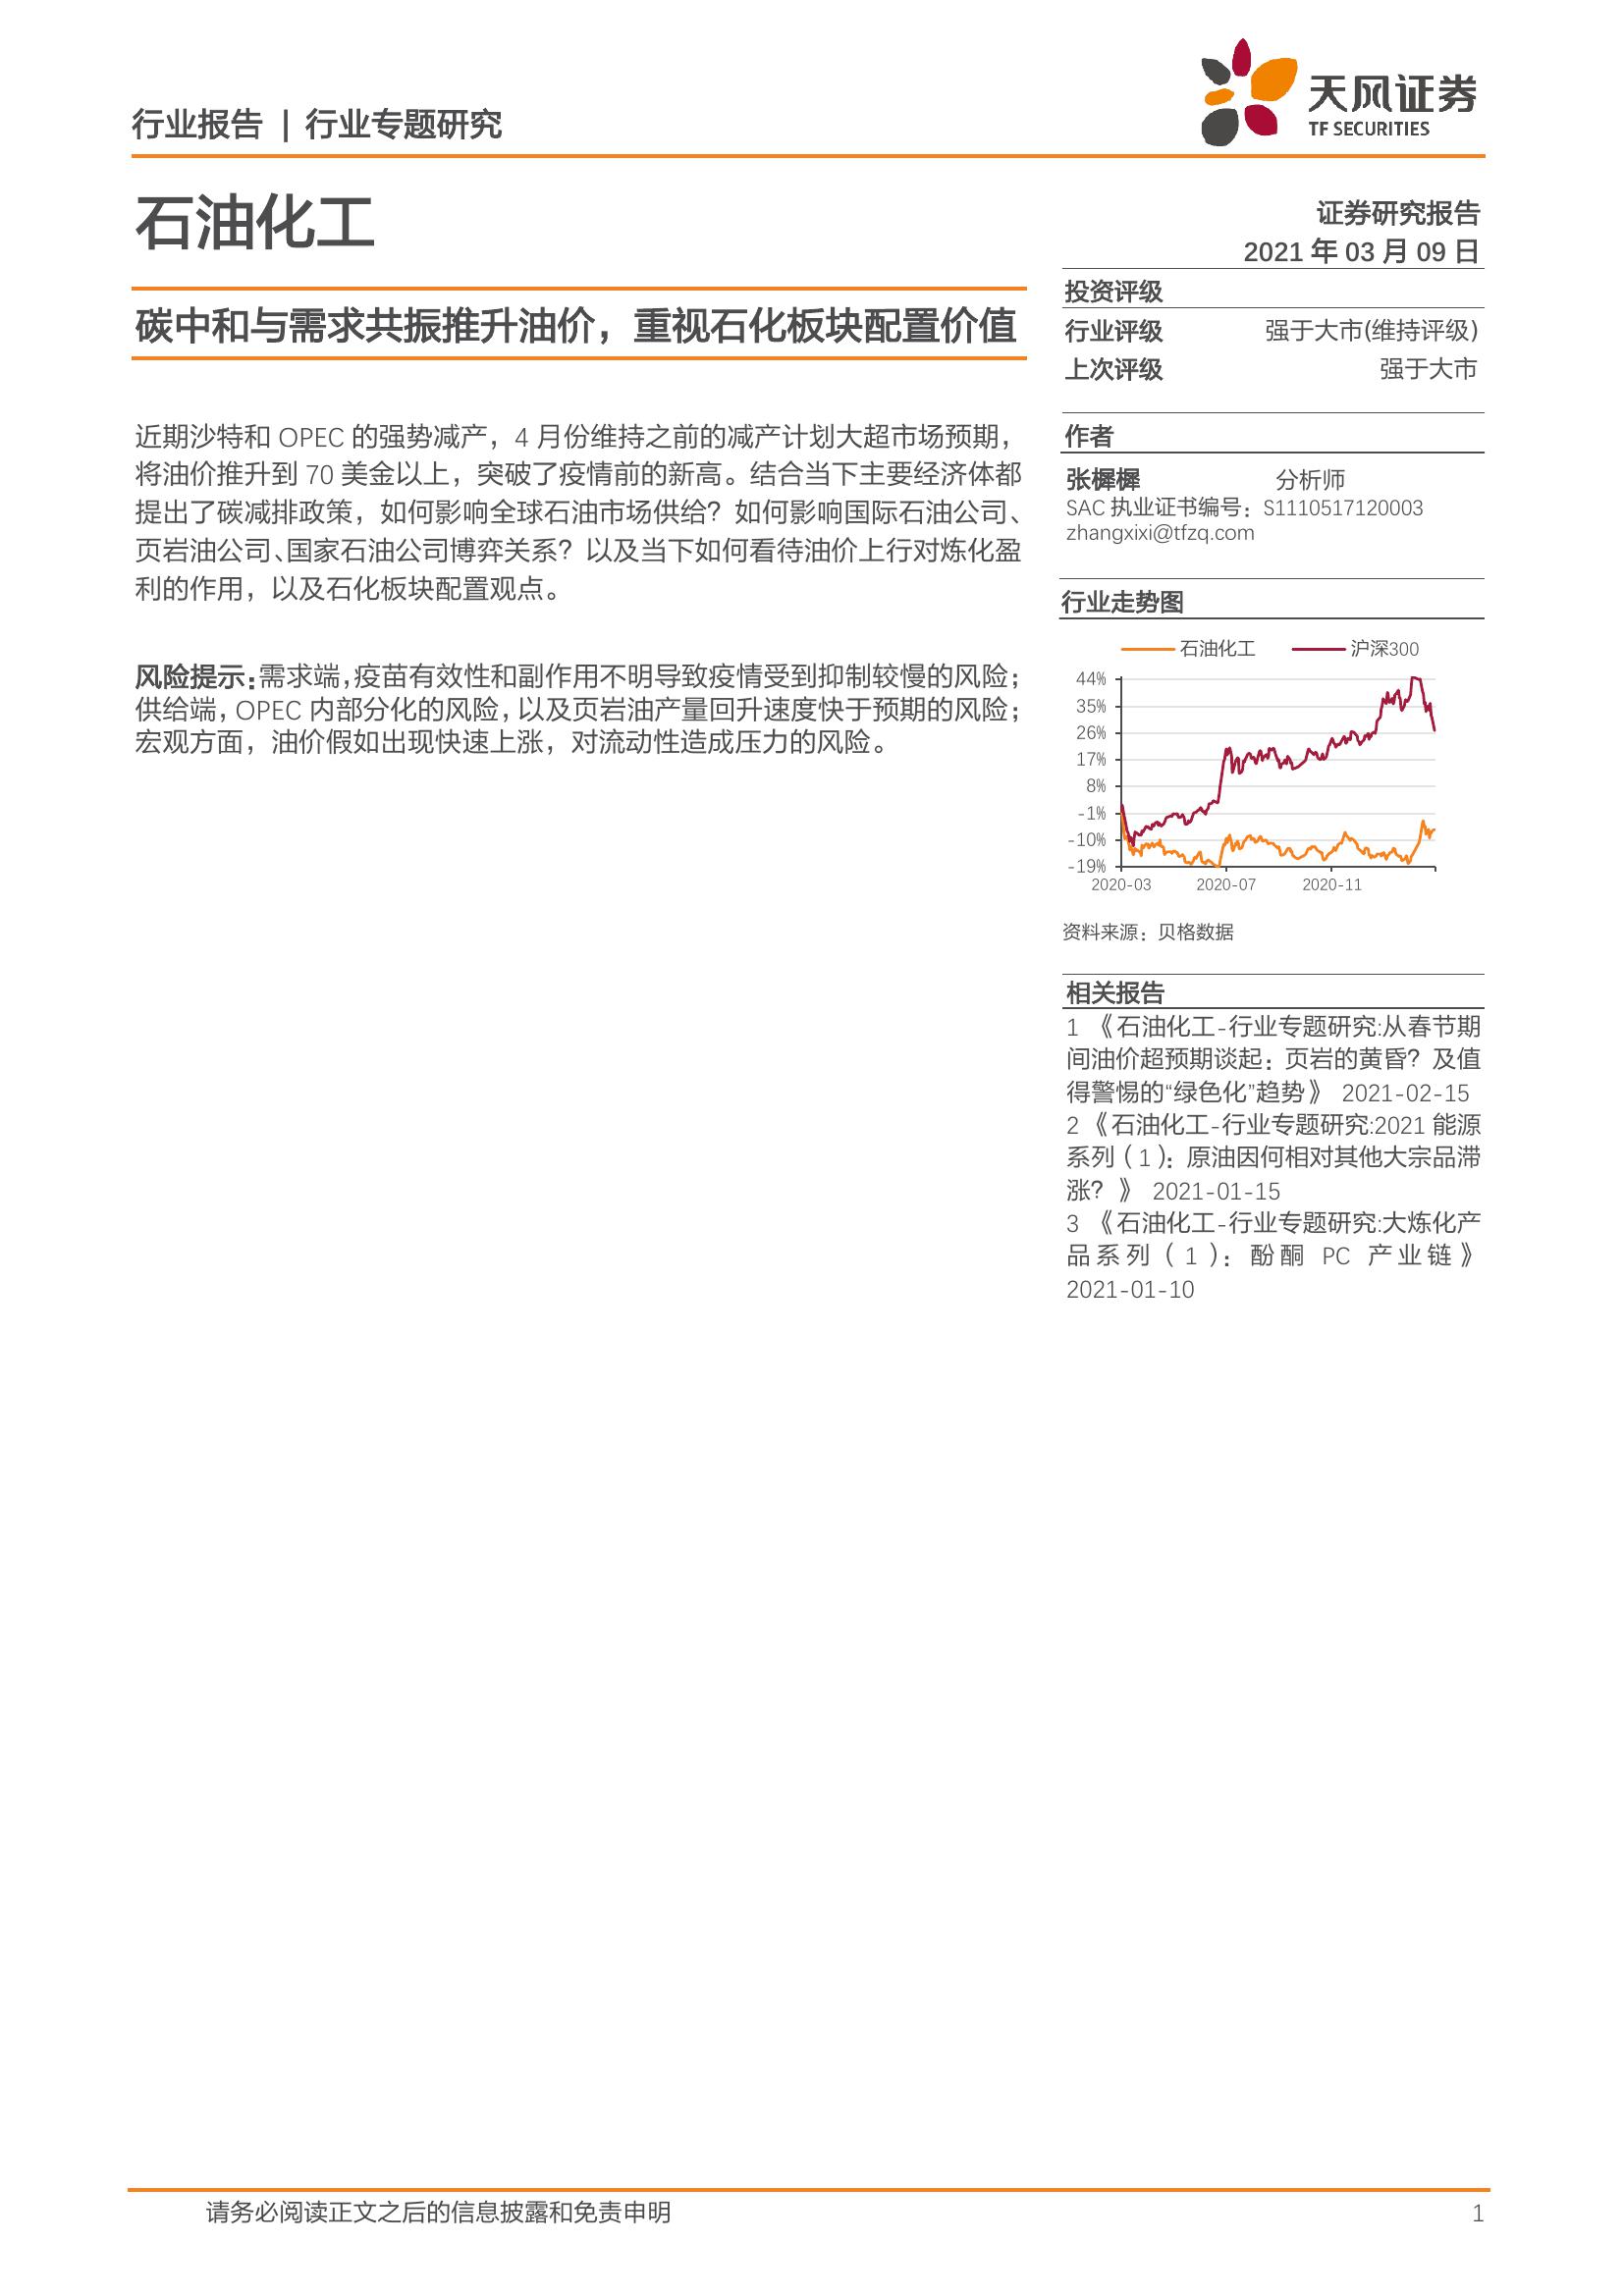 行业报告 | 行业专题研究
天风证券
TF SECURITIES
石油化工
证券研究报告
2021 年 03 月 09 日
碳中和与需求共振推升油价，重视石化板块配置价值
近期沙特和 OPEC 的强势减产，4 月份维持之前的减产计划大超市场预期，
将油价推升到 70 美金以上，突破了疫情前的新高。结合当下主要经济体都
提出了碳减排政策，如何影响全球石油市场供给？如何影响国际石油公司、
页岩油公司、国家石油公司博弈关系？以及当下如何看待油价上行对炼化盈
利的作用，以及石化板块配置观点。
风险提示：需求端，疫苗有效性和副作用不明导致疫情受到抑制较慢的风险；
供给端，OPEC 内部分化的风险，以及页岩油产量回升速度快于预期的风险；
宏观方面，油价假如出现快速上涨，对流动性造成压力的风险。
投资评级
行业评级 强于大市(维持评级)
上次评级 强于大市
作者
张樨樨 分析师
SAC 执业证书编号：S1110517120003
zhangxixi@tfzq.com
行业走势图
石油化工 沪深300
44%
35%
26%
17%
8%
-1%
-10%
-19%
2020-03 2020-07 2020-11
资料来源：贝格数据
相关报告
1 《石油化工-行业专题研究:从春节期
间油价超预期谈起：页岩的黄昏？及值
得警惕的“绿色化”趋势》 2021-02-15
2 《石油化工-行业专题研究:2021 能源
系列（1）：原油因何相对其他大宗品滞
涨？》 2021-01-15
3 《石油化工-行业专题研究:大炼化产
品系列（1）：酚酮 PC 产业链》
2021-01-10
请务必阅读正文之后的信息披露和免责申明 1